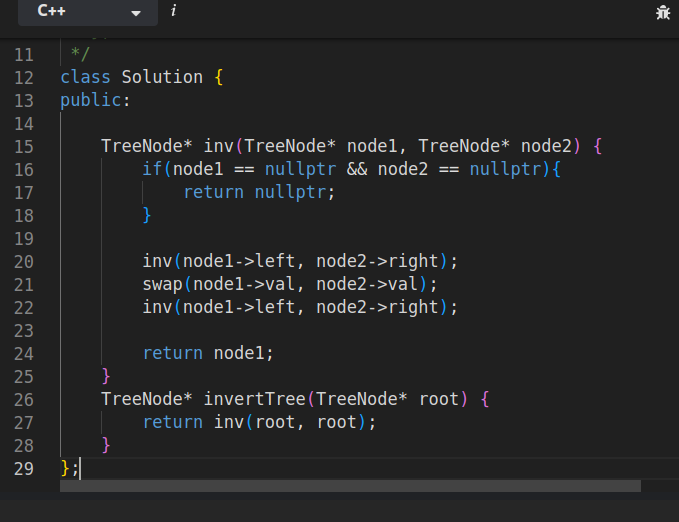 C++ i
11 */
12 class Solution {
13 public:
14
15 TreeNode* inv(TreeNode* node1, TreeNode* node2) {
16 if(node1 == nullptr && node2 == nullptr){
17 return nullptr;
18 }
19
20 inv(node1->left, node2->right);
21 swap(node1->val, node2->val);
22 inv(node1->left, node2->right);
23
24 return node1;
25 }
26 TreeNode* invertTree(TreeNode* root) {
27 return inv(root, root);
28 }
29 };